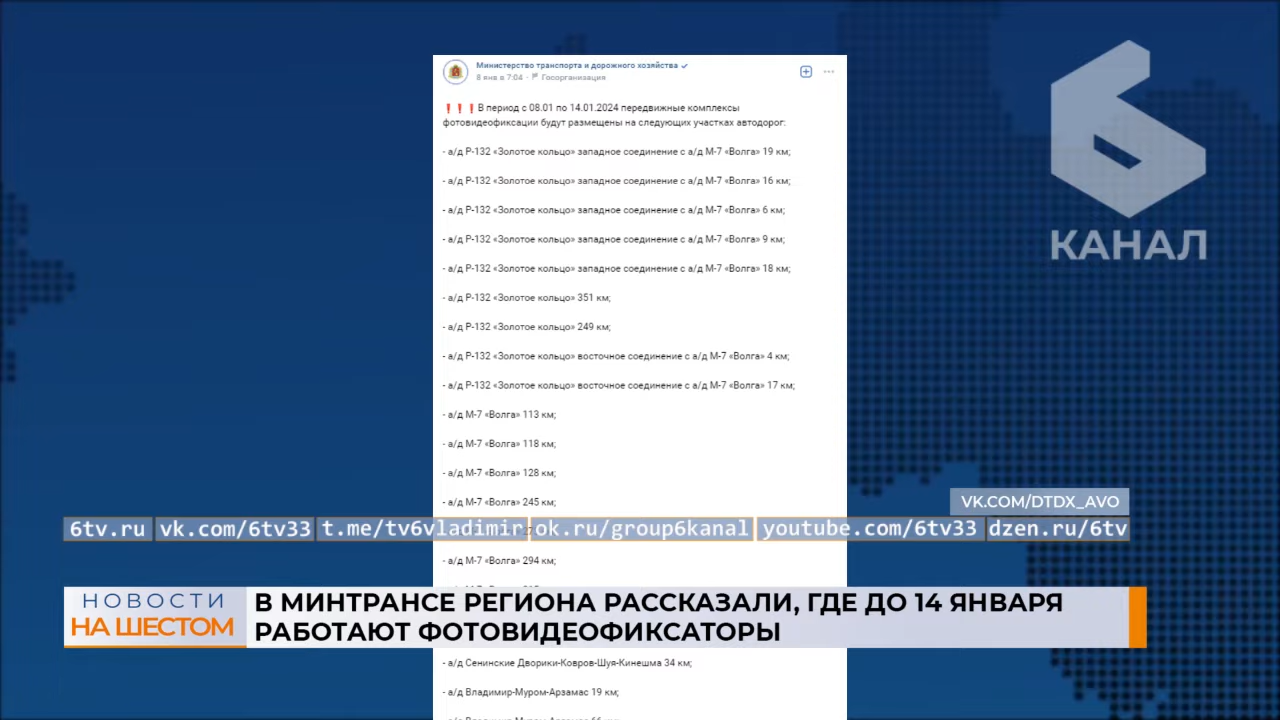 Министерство транспорта и дорожного хозяйства
8 янв в 7:04 · Госорганизация
❗❗❗В период с 08.01 по 14.01.2024 передвижные комплексы
фотовидеофиксации будут размещены на следующих участках автодорог:
- а/д Р-132 «Золотое кольцо» западное соединение с а/д М-7 «Волга» 19 км;
- а/д Р-132 «Золотое кольцо» западное соединение с а/д М-7 «Волга» 16 км;
- а/д Р-132 «Золотое кольцо» западное соединение с а/д М-7 «Волга» 6 км;
- а/д Р-132 «Золотое кольцо» западное соединение с а/д М-7 «Волга» 9 км;
- а/д Р-132 «Золотое кольцо» западное соединение с а/д М-7 «Волга» 18 км;
- а/д Р-132 «Золотое кольцо» 351 км;
- а/д Р-132 «Золотое кольцо» 249 км;
- а/д Р-132 «Золотое кольцо» восточное соединение с а/д М-7 «Волга» 4 км;
- а/д Р-132 «Золотое кольцо» восточное соединение с а/д М-7 «Волга» 17 км;
- а/д М-7 «Волга» 113 км;
- а/д М-7 «Волга» 118 км;
- а/д М-7 «Волга» 128 км;
- а/д М-7 «Волга» 245 км;
- а/д М-7 «Волга» 294 км;
- а/д Сенинские Дворики-Ковров-Шуя-Кинешма 34 км;
- а/д Владимир-Муром-Арзамас 19 км;
6
КАНАЛ
VK.COM/DTDX_AVO
6tv.ru vk.com/6tv33 t.me/tv6vladimir ok.ru/group6kanal youtube.com/6tv33 dzen.ru/6tv
НОВОСТИ
НА ШЕСТОМ
В МИНТРАНСЕ РЕГИОНА РАССКАЗАЛИ, ГДЕ ДО 14 ЯНВАРЯ
РАБОТАЮТ ФОТОВИДЕОФИКСАТОРЫ